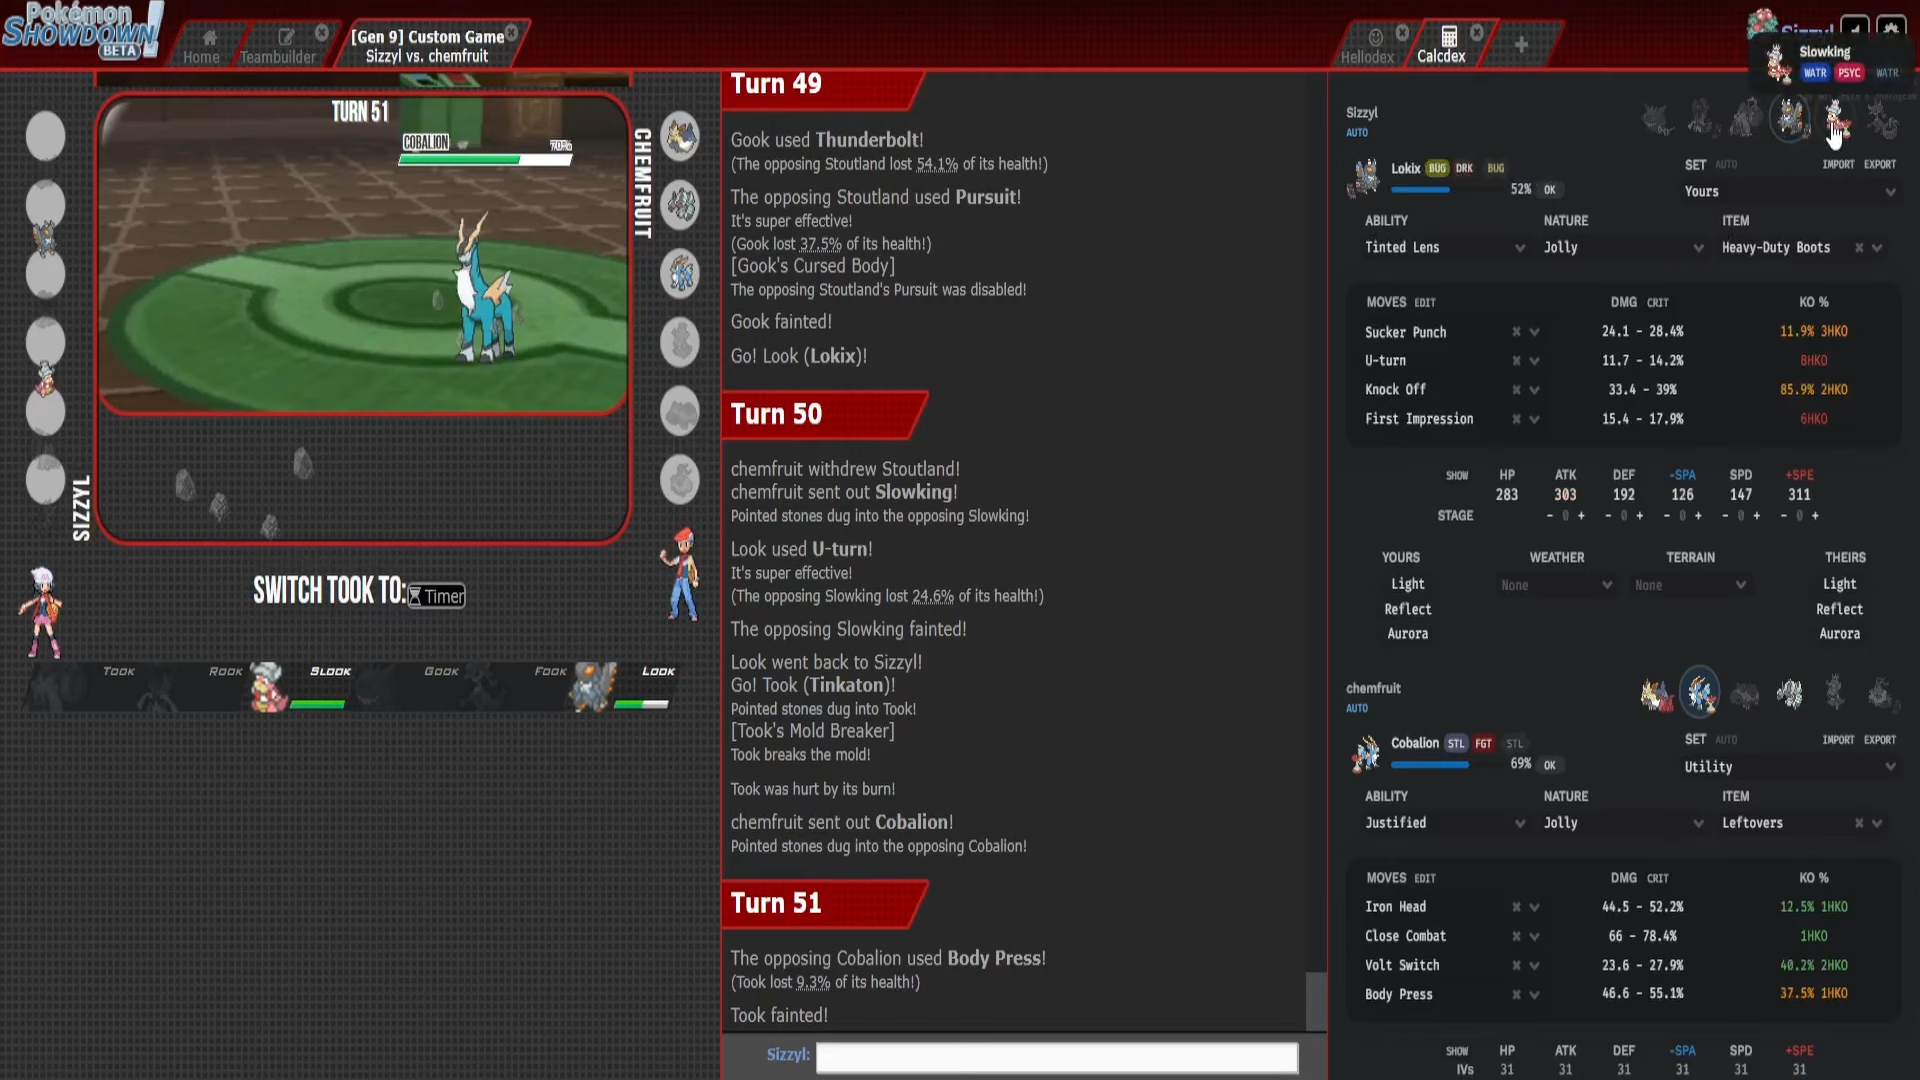 Pokémon
SHOWDOWN!
BETA
Home
Teambuilder
[Gen 9] Custom Game
Sizzyl vs. chemfruit
Hellodex
Calcdex
Slowking
WATR PSYC WATR
TURN 51
COBALION
70%
CHEMFRUIT
SIZZYL
SWITCH TOOK TO:
Timer
TOOK
ROOK
SLOOK
GOOK
FOOK
LOOK
Turn 49
Gook used Thunderbolt!
(The opposing Stoutland lost 54.1% of its health!)
The opposing Stoutland used Pursuit!
It's super effective!
(Gook lost 37.5% of its health!)
[Gook's Cursed Body]
The opposing Stoutland's Pursuit was disabled!
Gook fainted!
Go! Look (Lokix)!
Turn 50
chemfruit withdrew Stoutland!
chemfruit sent out Slowking!
Pointed stones dug into the opposing Slowking!
Look used U-turn!
It's super effective!
(The opposing Slowking lost 24.6% of its health!)
The opposing Slowking fainted!
Look went back to Sizzyl!
Go! Took (Tinkaton)!
Pointed stones dug into Took!
[Took's Mold Breaker]
Took breaks the mold!
Took was hurt by its burn!
chemfruit sent out Cobalion!
Pointed stones dug into the opposing Cobalion!
Turn 51
The opposing Cobalion used Body Press!
(Took lost 9.3% of its health!)
Took fainted!
Sizzyl:
Sizzyl
AUTO
Lokix BUG DRK BUG
52% OK
SET AUTO IMPORT EXPORT
Yours
ABILITY NATURE ITEM
Tinted Lens Jolly Heavy-Duty Boots
MOVES EDIT DMG CRIT KO %
Sucker Punch 24.1 - 28.4% 11.9% 3HKO
U-turn 11.7 - 14.2% 8HKO
Knock Off 33.4 - 39% 85.9% 2HKO
First Impression 15.4 - 17.9% 6HKO
SHOW HP ATK DEF -SPA SPD +SPE
283 303 192 126 147 311
STAGE - 0 + - 0 + - 0 + - 0 + - 0 +
YOURS WEATHER TERRAIN THEIRS
Light None None Light
Reflect Reflect
Aurora Aurora
chemfruit
AUTO
Cobalion STL FGT STL
69% OK
SET AUTO IMPORT EXPORT
Utility
ABILITY NATURE ITEM
Justified Jolly Leftovers
MOVES EDIT DMG CRIT KO %
Iron Head 44.5 - 52.2% 12.5% 1HKO
Close Combat 66 - 78.4% 1HKO
Volt Switch 23.6 - 27.9% 40.2% 2HKO
Body Press 46.6 - 55.1% 37.5% 1HKO
SHOW HP ATK DEF -SPA SPD +SPE
IVs 31 31 31 31 31 31